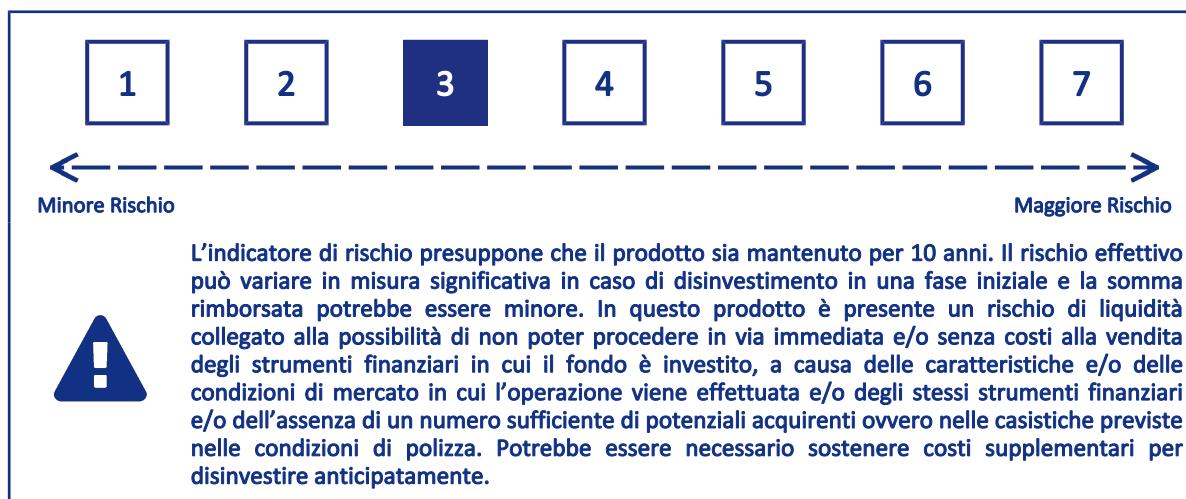 1 2 3 4 5 6 7
Minore Rischio Maggiore Rischio
L’indicatore di rischio presuppone che il prodotto sia mantenuto per 10 anni. Il rischio effettivo
può variare in misura significativa in caso di disinvestimento in una fase iniziale e la somma
rimborsata potrebbe essere minore. In questo prodotto è presente un rischio di liquidità
collegato alla possibilità di non poter procedere in via immediata e/o senza costi alla vendita
degli strumenti finanziari in cui il fondo è investito, a causa delle caratteristiche e/o delle
condizioni di mercato in cui l’operazione viene effettuata e/o degli stessi strumenti finanziari
e/o dell’assenza di un numero sufficiente di potenziali acquirenti ovvero nelle casistiche previste
nelle condizioni di polizza. Potrebbe essere necessario sostenere costi supplementari per
disinvestire anticipatamente.